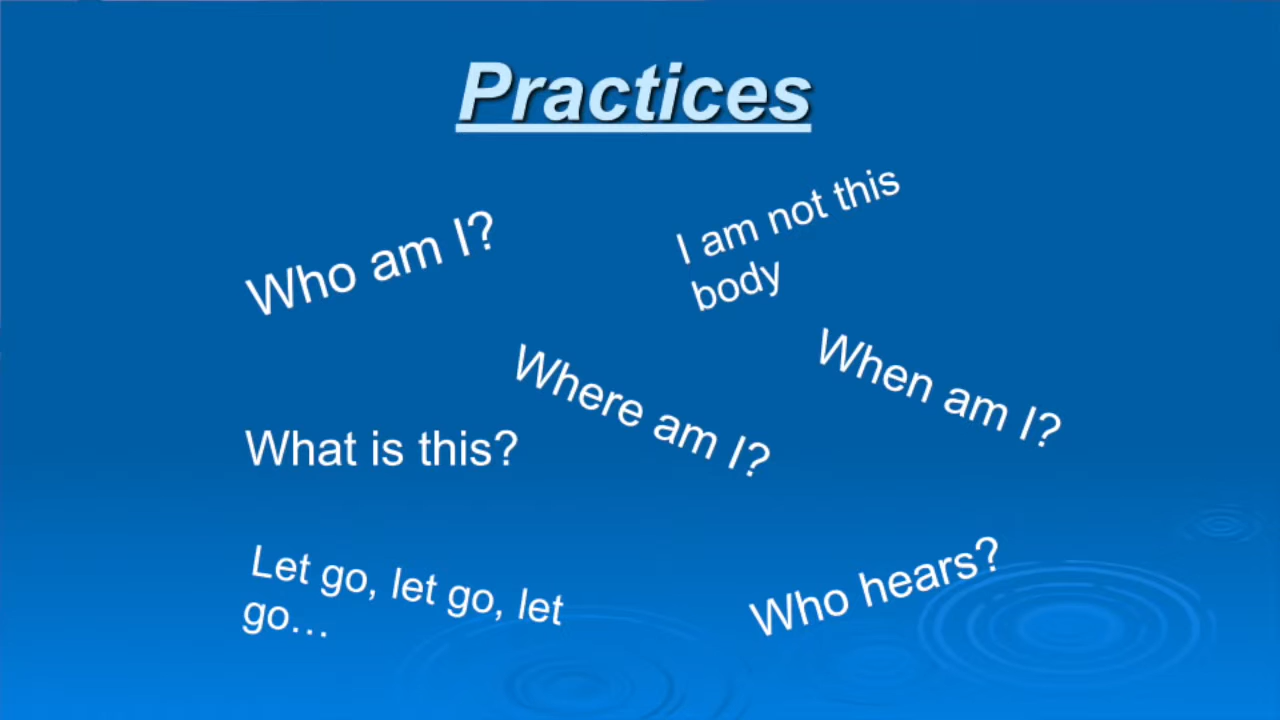 Practices
Who am I?
I am not this
body
Where am I?
When am I?
What is this?
Let go, let go, let
go…
Who hears?